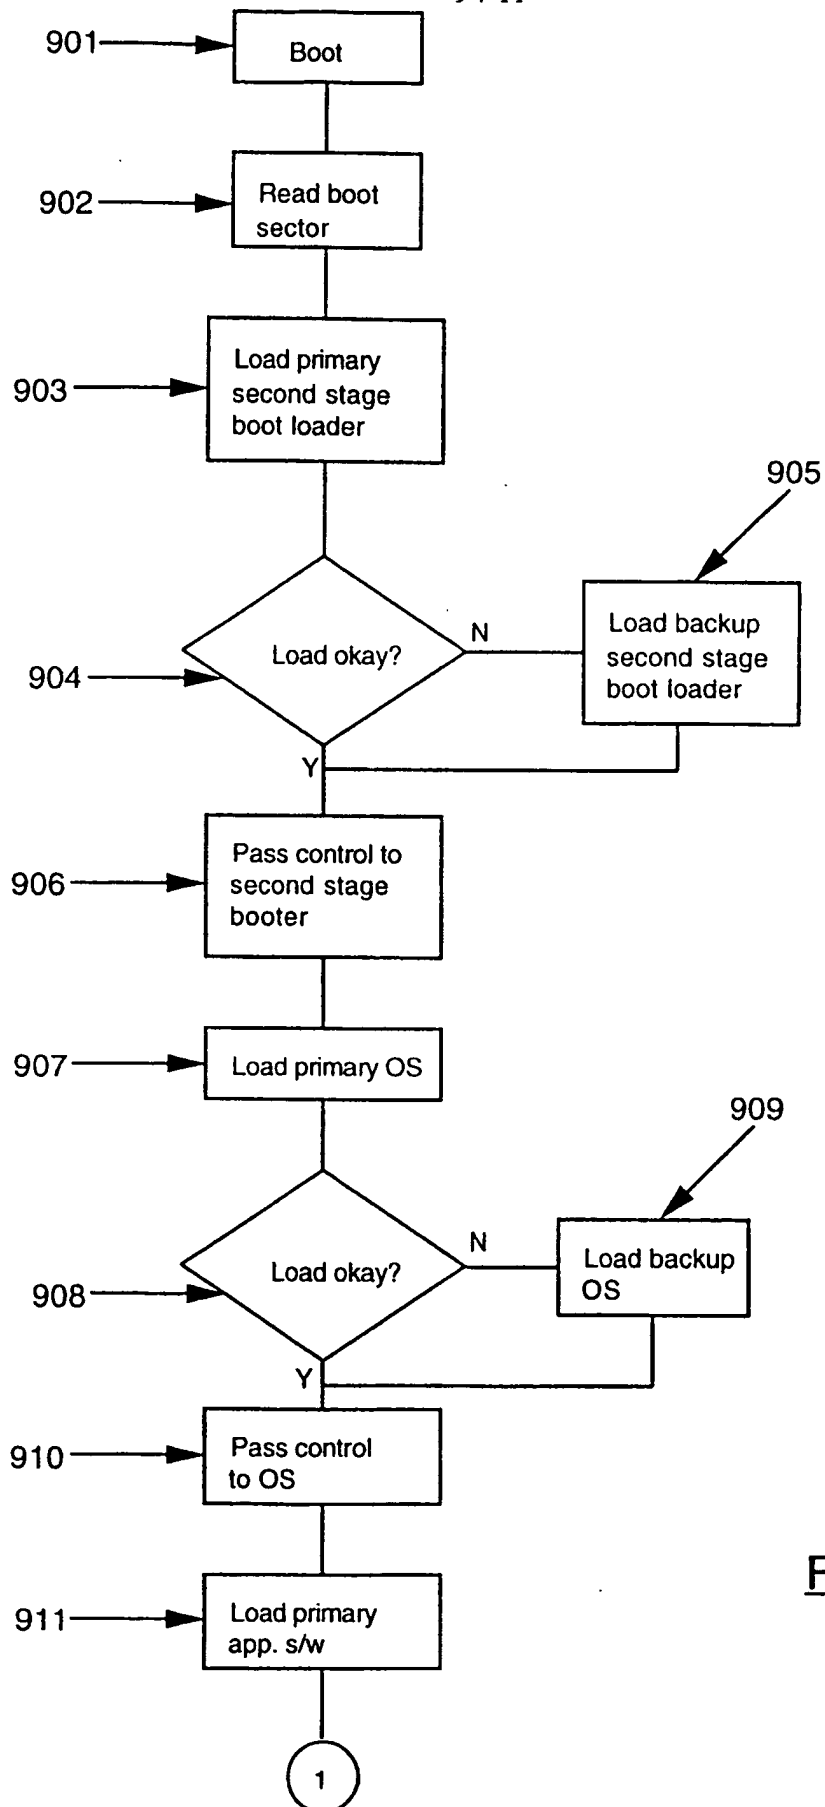 901
Boot
902
Read boot
sector
903
Load primary
second stage
boot loader
905
904
Load okay?
N
Load backup
second stage
boot loader
Y
906
Pass control to
second stage
booter
907
Load primary OS
909
908
Load okay?
N
Load backup
OS
Y
910
Pass control
to OS
911
Load primary
app. s/w
F
1